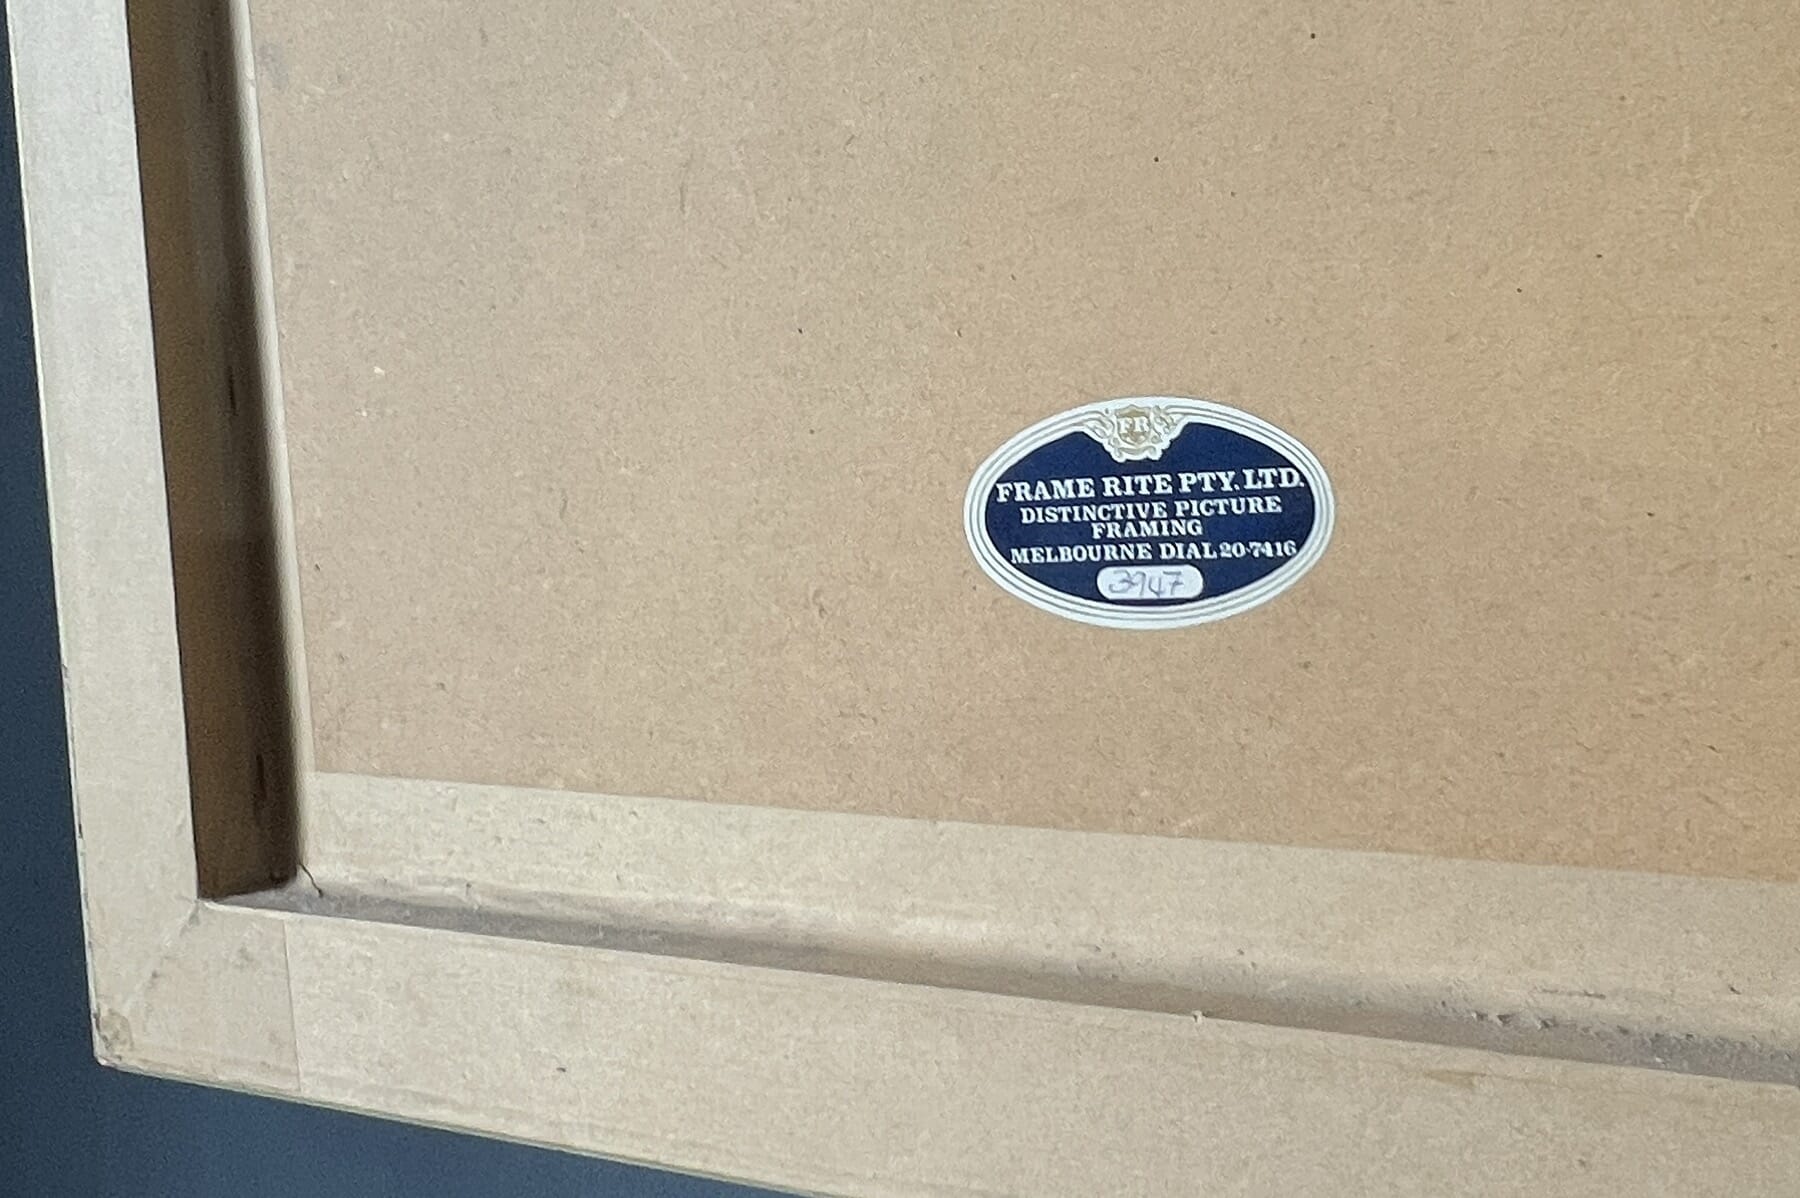 FR
FRAME RITE PTY. LTD.
DISTINCTIVE PICTURE
FRAMING
MELBOURNE DIAL 20-7416
3947